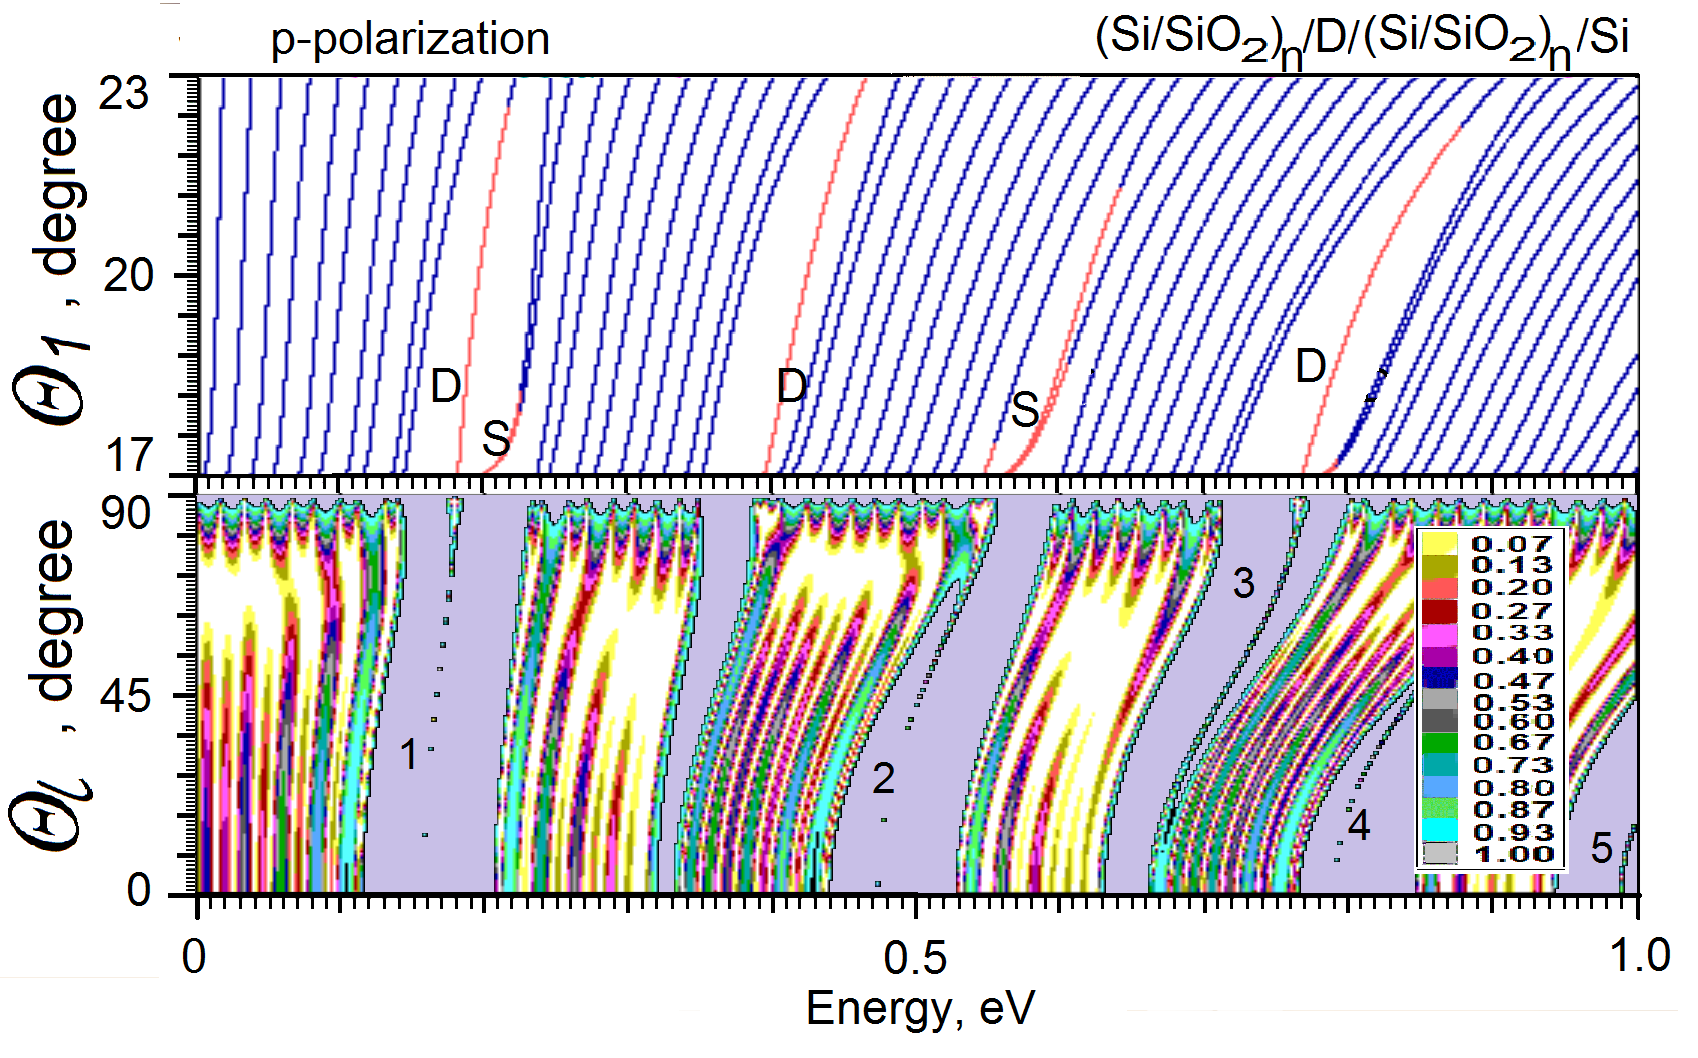 p-polarization
(Si/SiO2)n/D/(Si/SiO2)n/Si
23
20
17
Θ1, degree
D
S
D
S
D
90
45
0
Θi, degree
1
2
3
4
5
0.07
0.13
0.20
0.27
0.33
0.40
0.47
0.53
0.60
0.67
0.73
0.80
0.87
0.93
1.00
0
0.5
1.0
Energy, eV